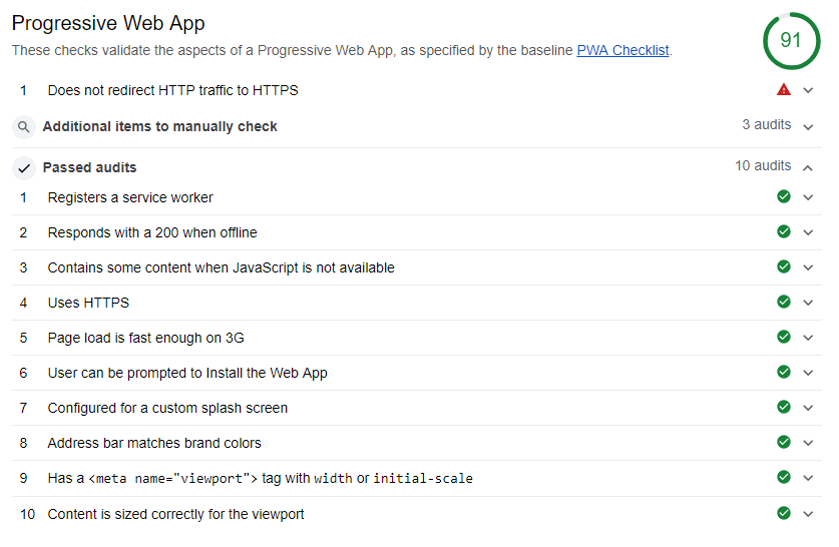 Progressive Web App
91
These checks validate the aspects of a Progressive Web App, as specified by the baseline PWA Checklist.
1 Does not redirect HTTP traffic to HTTPS
Additional items to manually check 3 audits
Passed audits 10 audits
1 Registers a service worker
2 Responds with a 200 when offline
3 Contains some content when JavaScript is not available
4 Uses HTTPS
5 Page load is fast enough on 3G
6 User can be prompted to Install the Web App
7 Configured for a custom splash screen
8 Address bar matches brand colors
9 Has a <meta name="viewport"> tag with width or initial-scale
10 Content is sized correctly for the viewport